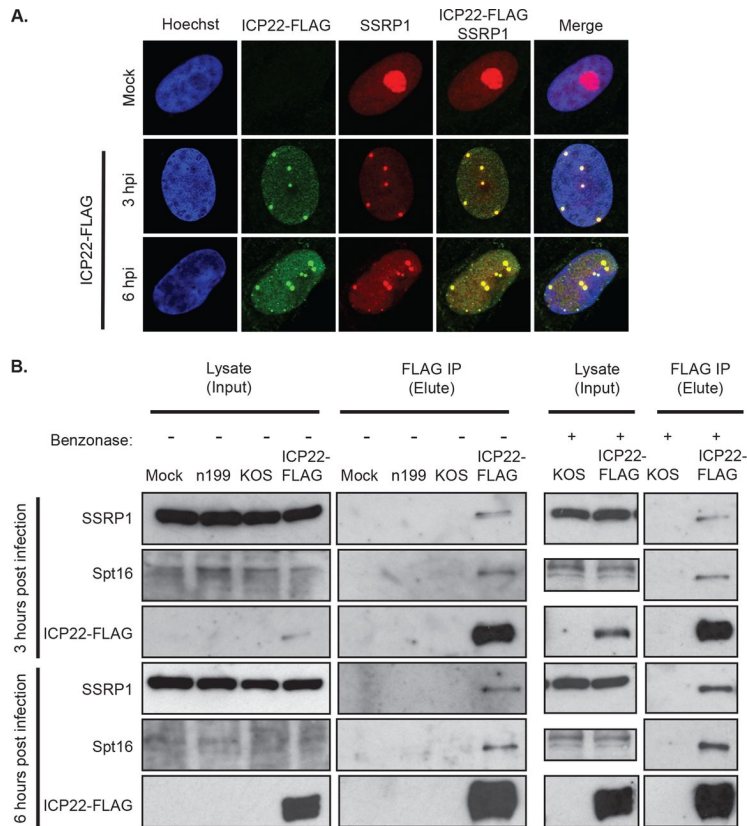 A.
Hoechst ICP22-FLAG SSRP1 ICP22-FLAG SSRP1 Merge
Mock
ICP22-FLAG
3 hpi
6 hpi
B.
Lysate (Input) FLAG IP (Elute) Lysate (Input) FLAG IP (Elute)
Benzonase: - - - - - - - - + + + +
Mock n199 KOS ICP22-FLAG Mock n199 KOS ICP22-FLAG KOS ICP22-FLAG KOS ICP22-FLAG
3 hours post infection
SSRP1
Spt16
ICP22-FLAG
6 hours post infection
SSRP1
Spt16
ICP22-FLAG